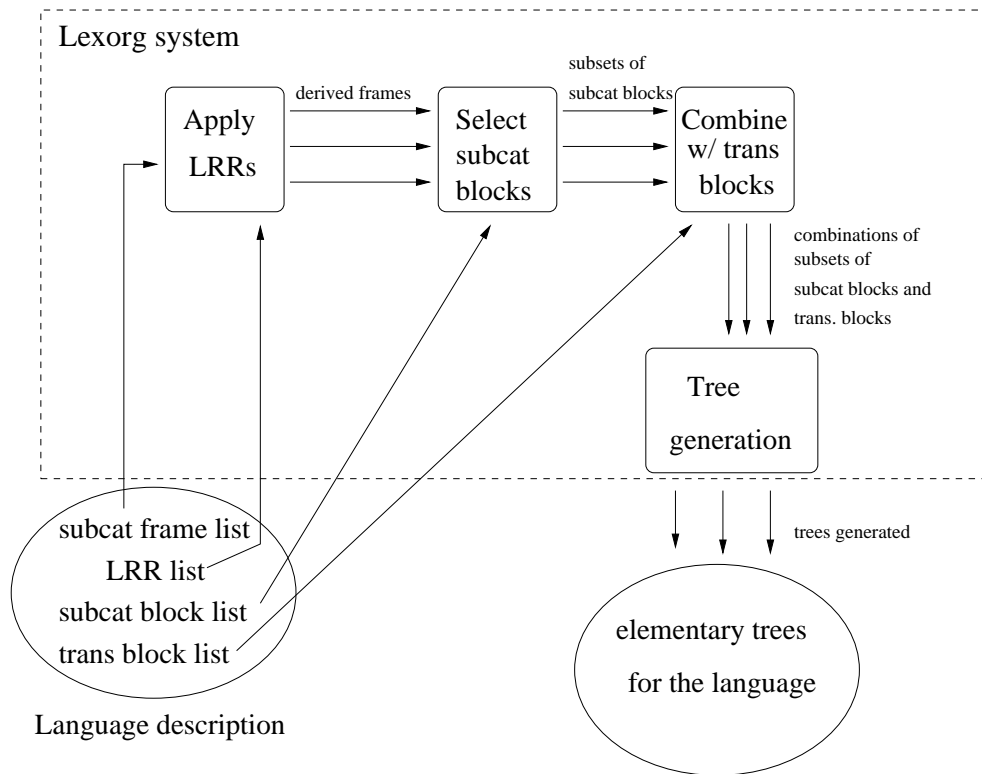 Lexorg system
Apply
LRRs
derived frames
Select
subcat
blocks
subsets of
subcat blocks
Combine
w/ trans
blocks
combinations of
subsets of
subcat blocks and
trans. blocks
Tree
generation
trees generated
subcat frame list
LRR list
subcat block list
trans block list
Language description
elementary trees
for the language